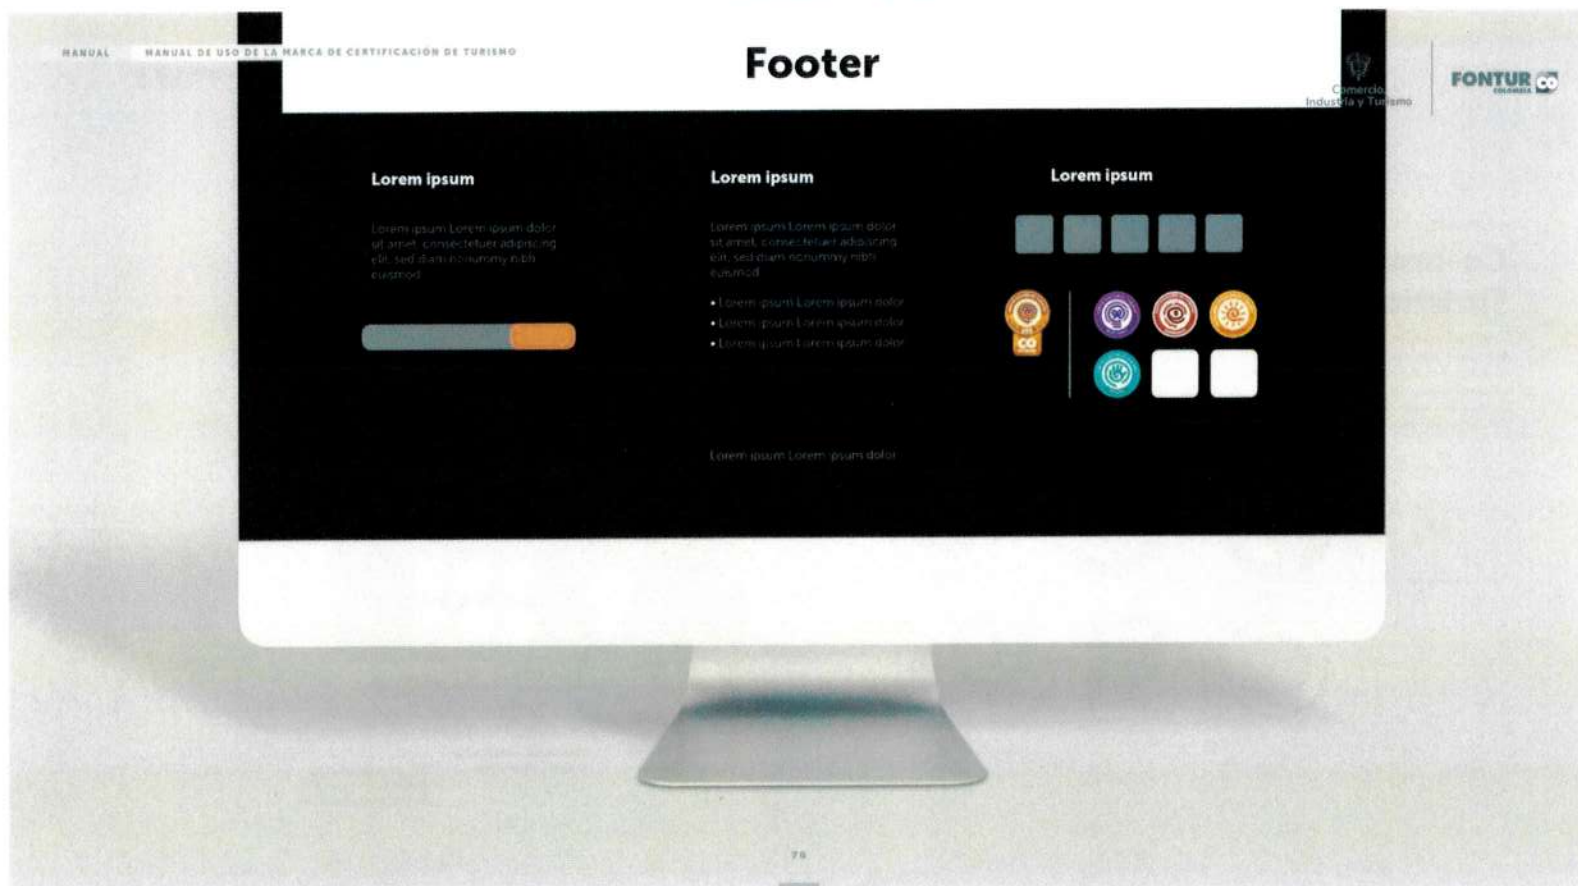 MANUAL MANUAL DE USO DE LA MARCA DE CERTIFICACIÓN DE TURISMO
Footer
Comercio,
Industria y Turismo
FONTUR CO
COLOMBIA
Lorem ipsum
Lorem ipsum Lorem ipsum dolor
sit amet, consectetuer adipiscing
elit, sed diam nonummy nibh
euismod
Lorem ipsum
Lorem ipsum Lorem ipsum dolor
sit amet, consectetuer adipiscing
elit, sed diam nonummy nibh
euismod
• Lorem ipsum Lorem ipsum dolor
• Lorem ipsum Lorem ipsum dolor
• Lorem ipsum Lorem ipsum dolor
Lorem ipsum Lorem ipsum dolor
Lorem ipsum
CO
78